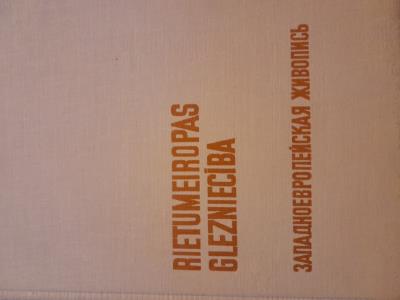 RIETUMEIROPAS
GLEZNIECĪBA
ЗАПАДНОЕВРОПЕЙСКАЯ ЖИВОПИСЬ